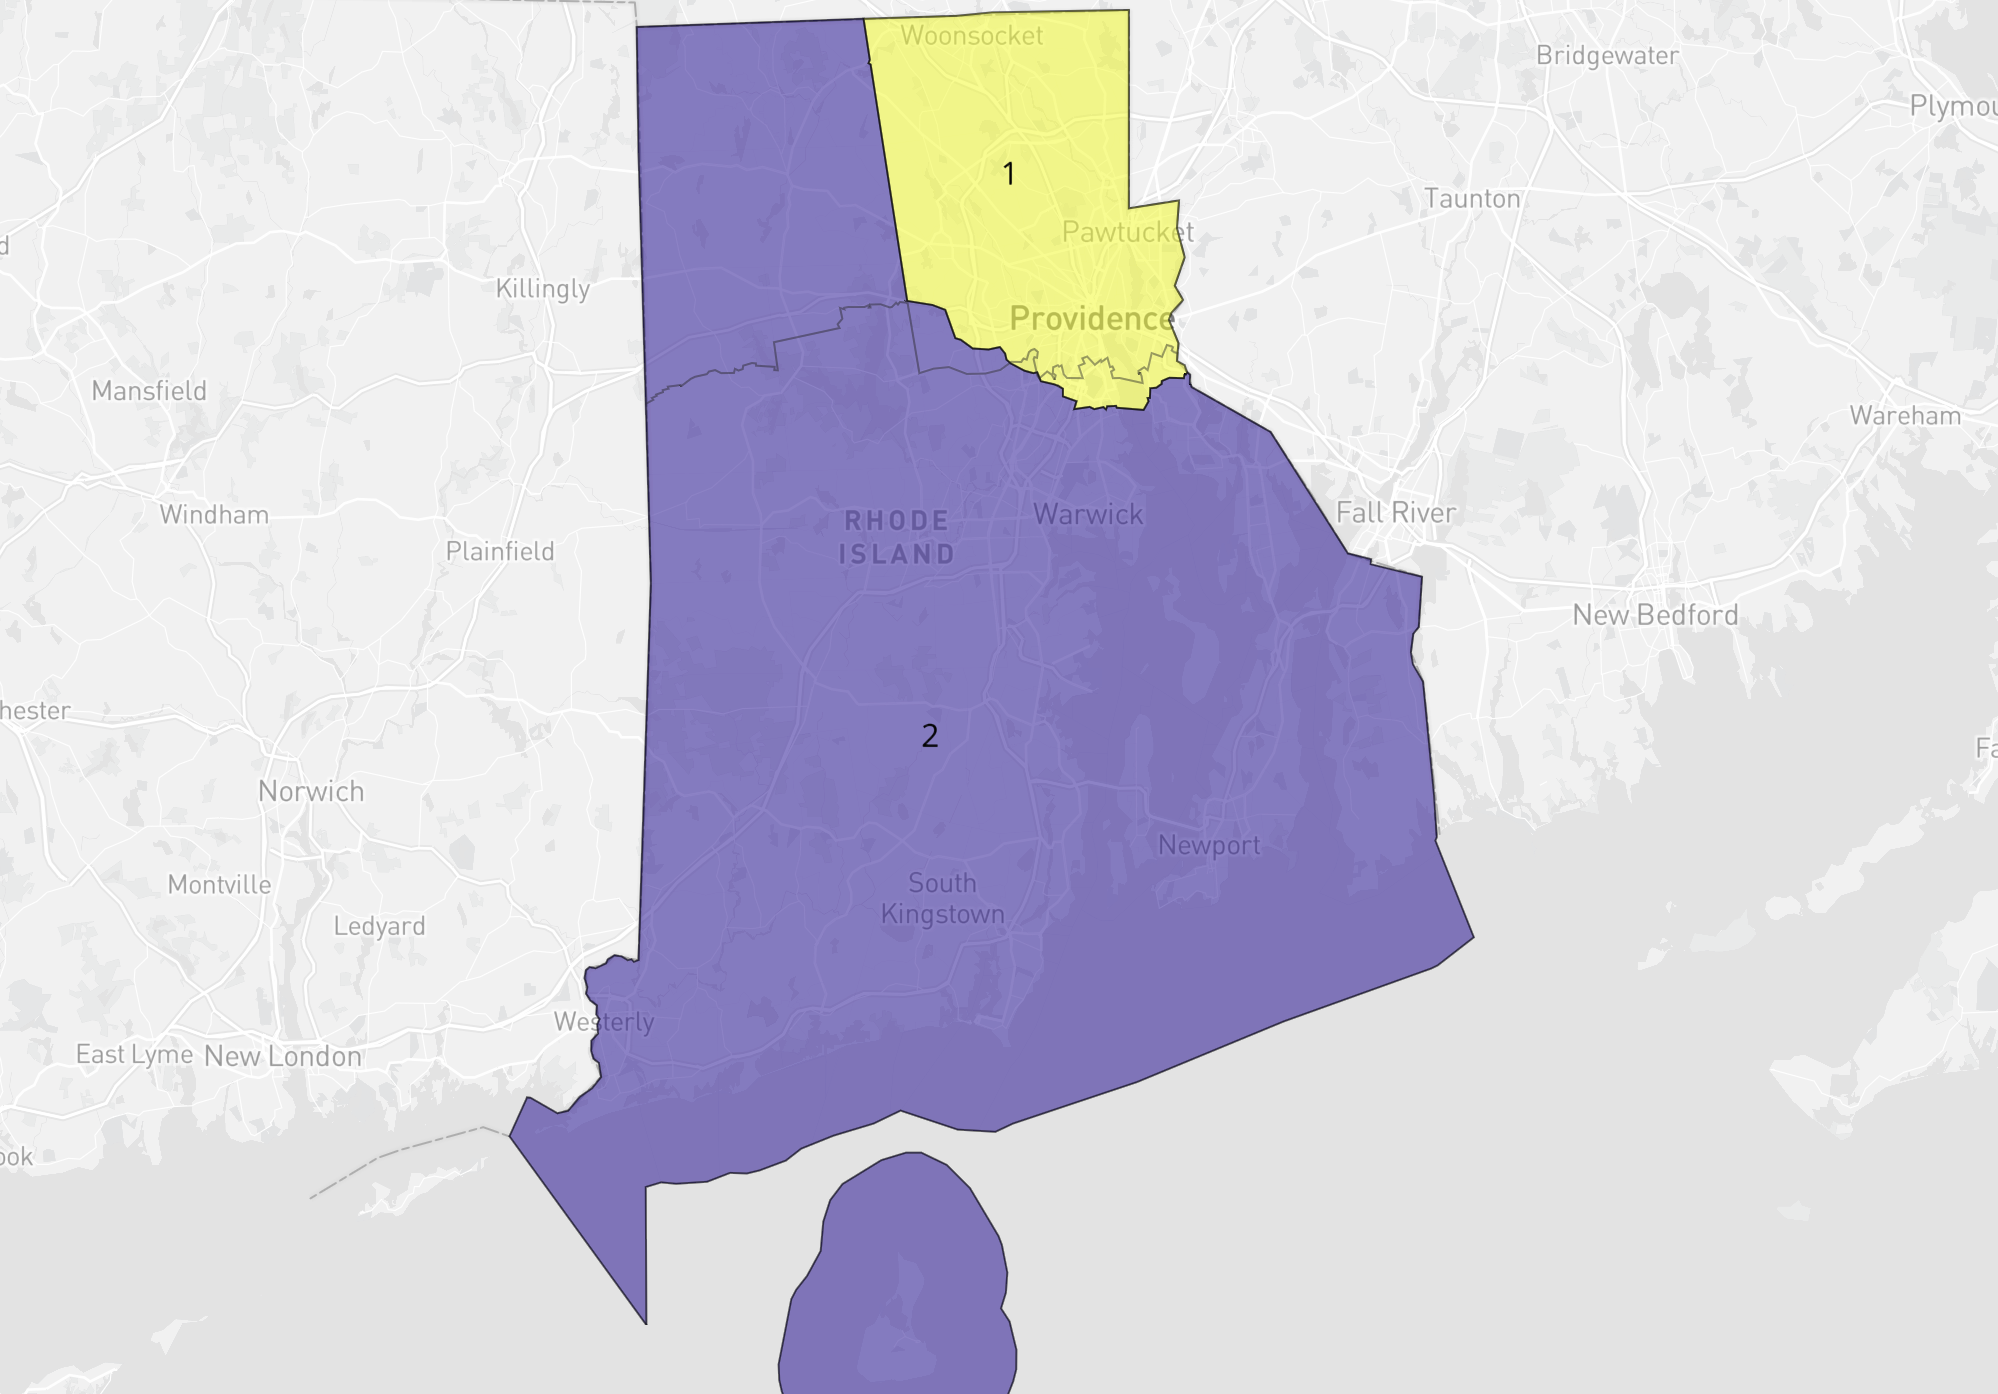 Woonsocket
Bridgewater
Plymou
1
Taunton
Pawtucket
d
Killingly
Providence
Mansfield
Wareham
Windham
RHODE
ISLAND
Warwick
Fall River
Plainfield
New Bedford
hester
2
Fa
Norwich
Newport
Montville
South
Kingstown
Ledyard
Westerly
East Lyme
New London
ook